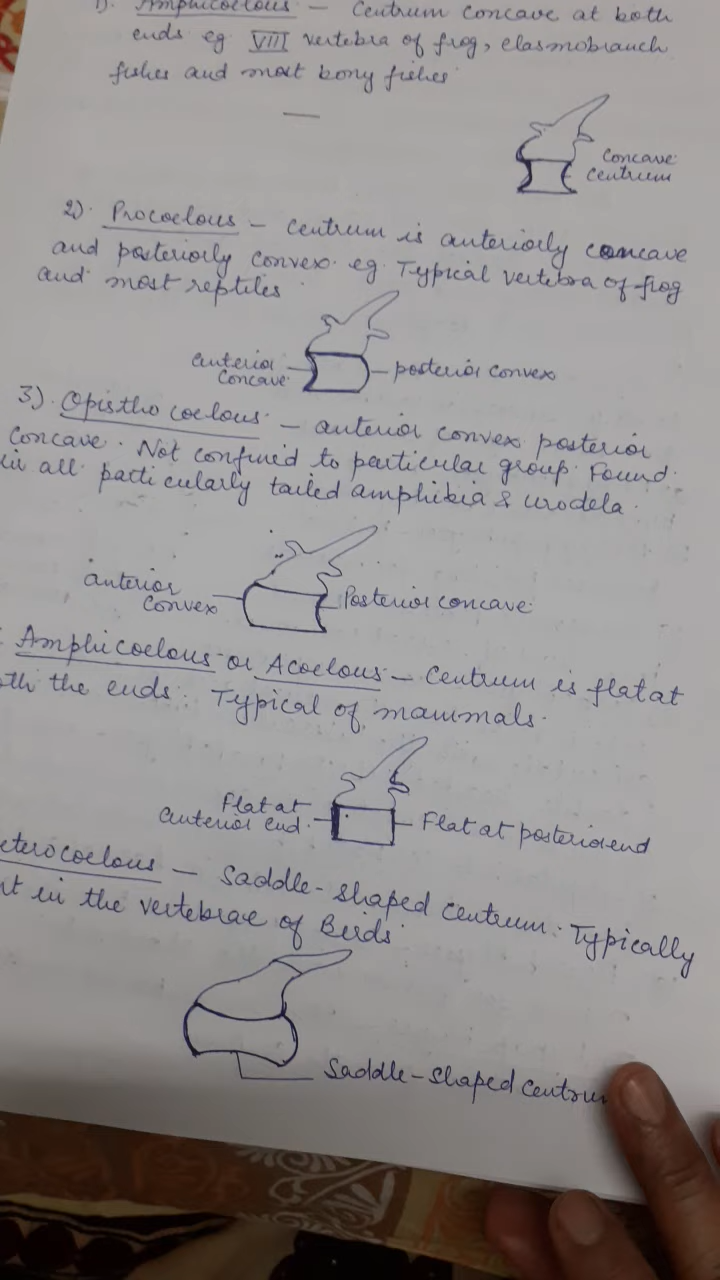 1). Amphicoelous – Centrum concave at both
ends eg VIII vertebra of frog, elasmobranch
fishes and most bony fishes
Concave
centrum
2). Procoelous – centrum is anteriorly concave
and posteriorly convex. eg Typical vertebra of frog
and most reptiles
anterior
concave
posterior convex
3). Opistho coelous – anterior convex posterior
concave. Not confined to particular group. Found
in all particularly tailed amphibia & urodela.
anterior
convex
Posterior concave
Amphicoelous or Acoelous – Centrum is flat at
oth the ends. Typical of mammals.
Flat at
anterior end.
Flat at posterior end
eterocoelous – Saddle-shaped centrum. Typically
nt in the vertebrae of Birds
Saddle-shaped centrum